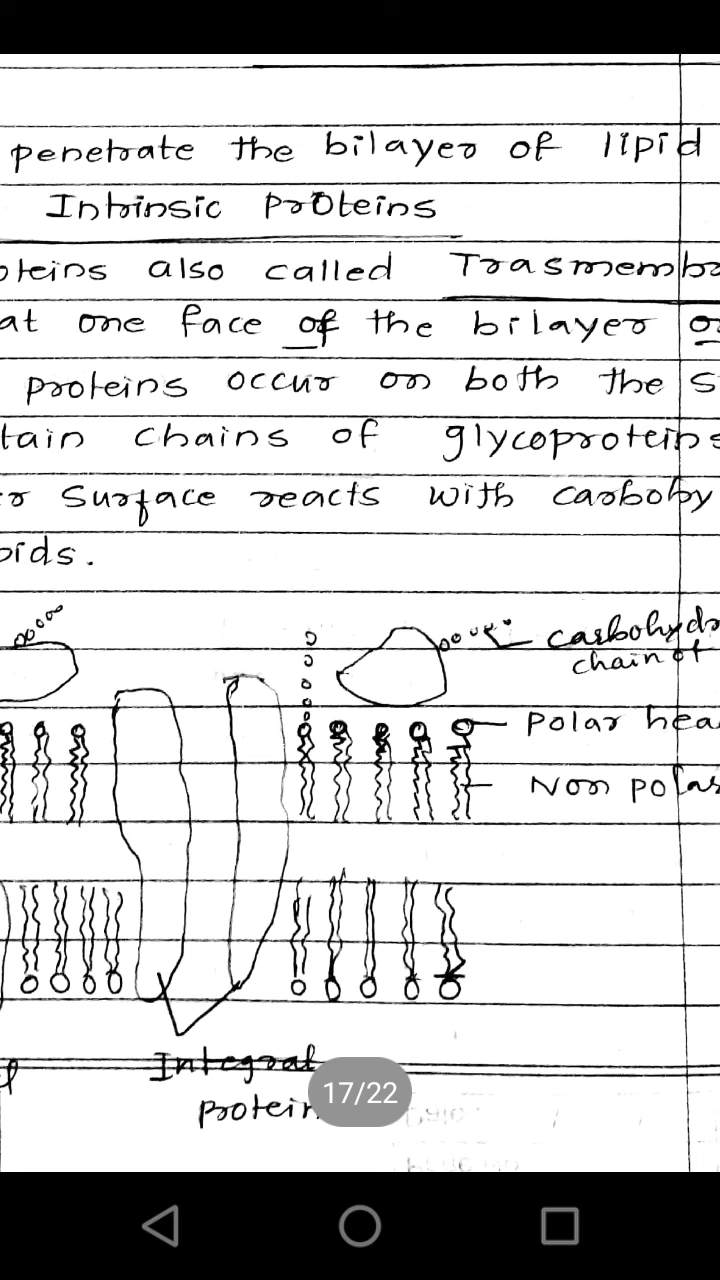 penetrate the bilayer of lipid
Intrinsic Proteins
oteins also called Trasmemb
at one face of the bilayer o
proteins occur on both the s
tain chains of glycoproteins
r surface reacts with carbohy
oids.
carbohydr
chain of
Polar hea
Non polar
Integral
protein
17/22